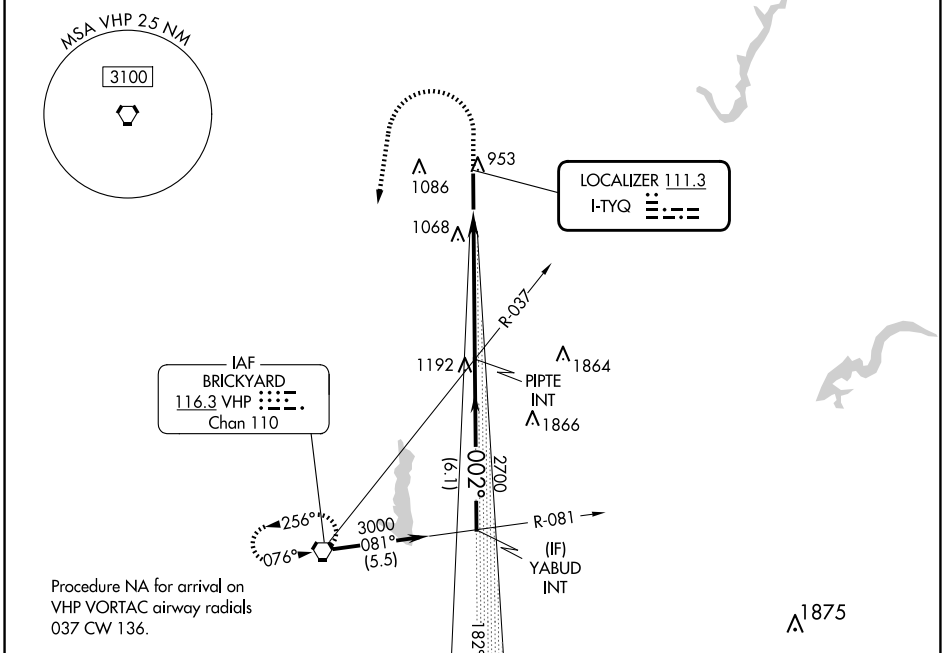 MSA VHP 25 NM
3100
953
1086
LOCALIZER 111.3
I-TYQ
1068
R-037
IAF
BRICKYARD
116.3 VHP
Chan 110
1192
1864
PIPTE
INT
1866
002°
(6.1)
2700
R-081
256°
076°
3000
081°
(5.5)
(IF)
YABUD
INT
Procedure NA for arrival on
VHP VORTAC airway radials
037 CW 136.
1875
182°